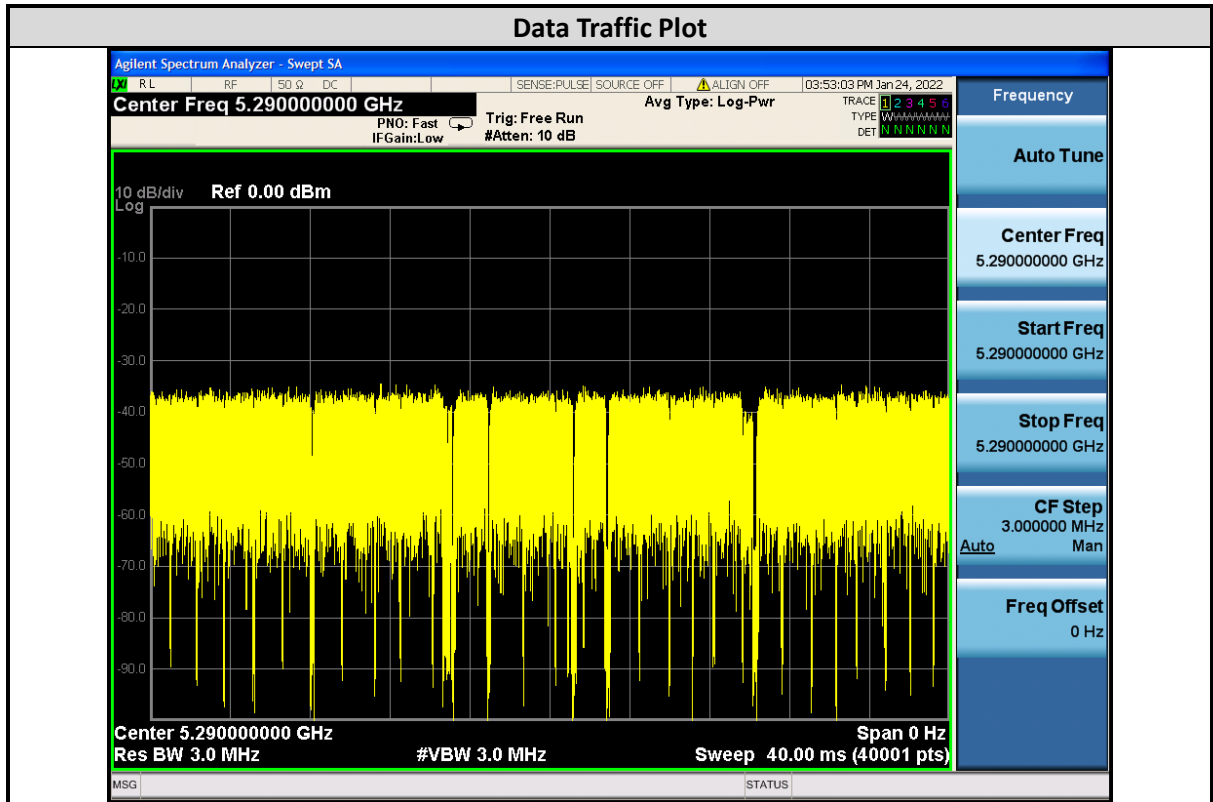 Data Traffic Plot
Agilent Spectrum Analyzer - Swept SA
LXI RL RF 50 Ω DC SENSE:PULSE SOURCE OFF ALIGN OFF 03:53:03 PM Jan 24, 2022
Center Freq 5.290000000 GHz
PNO: Fast
IFGain:Low
Trig: Free Run
#Atten: 10 dB
Avg Type: Log-Pwr
TRACE 1 2 3 4 5 6
TYPE
DET N N N N N N
10 dB/div Ref 0.00 dBm
Log
-10.0
-20.0
-30.0
-40.0
-50.0
-60.0
-70.0
-80.0
-90.0
Center 5.290000000 GHz Span 0 Hz
Res BW 3.0 MHz #VBW 3.0 MHz Sweep 40.00 ms (40001 pts)
MSG STATUS
Frequency
Auto Tune
Center Freq
5.290000000 GHz
Start Freq
5.290000000 GHz
Stop Freq
5.290000000 GHz
CF Step
3.000000 MHz
Auto Man
Freq Offset
0 Hz